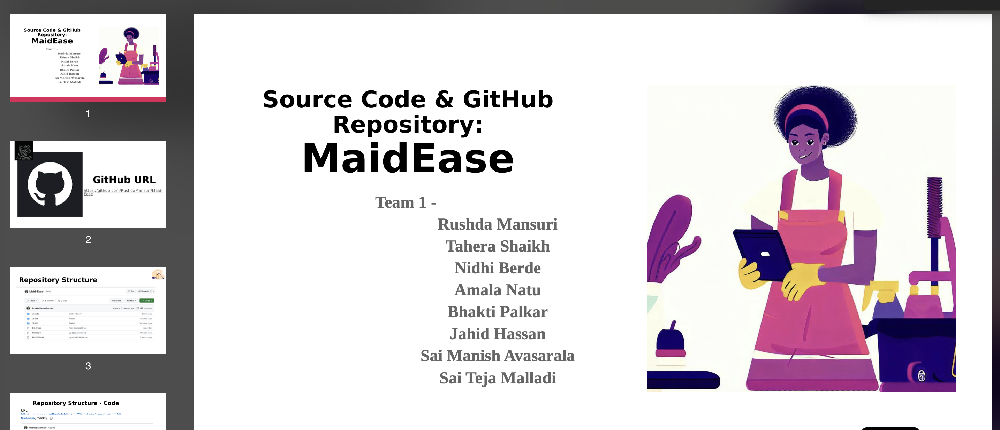 Source Code & GitHub
Repository:
MaidEase
Team 1 -
Rushda Mansuri
Tahera Shaikh
Nidhi Berde
Amala Natu
Bhakti Palkar
Jahid Hassan
Sai Manish Avasarala
Sai Teja Malladi
1
GitHub URL
https://github.com/RushdaMansuri/Maid-
Ease
2
Repository Structure
Maid-Ease Public
Pin Unwatch 1
main 8 branches 0 tags
Go to file Add file Code
RushdaMansuri Added
7 minutes ago 139 commits
.vscode Order History 4 days ago
CS691 Added 11 hours ago
CS692 Added 7 minutes ago
.DS_Store Post Statistical Data yesterday
Jenkinsfile Update Jenkinsfile 11 hours ago
README.md Update README.md 3 weeks ago
3
Repository Structure - Code
URL:
https://github.com/RushdaMansuri/Maid-Ease/tree/main/CS69
Maid-Ease / CS692 /
RushdaMansuri Added
Source Code & GitHub
Repository:
MaidEase
Team 1 -
Rushda Mansuri
Tahera Shaikh
Nidhi Berde
Amala Natu
Bhakti Palkar
Jahid Hassan
Sai Manish Avasarala
Sai Teja Malladi